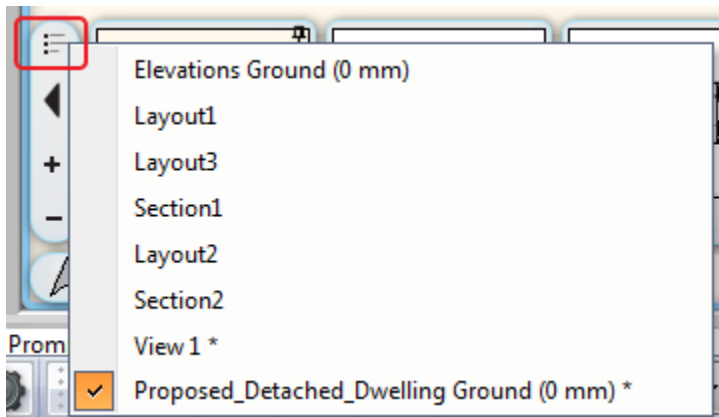 Elevations Ground (0 mm)
Layout1
Layout3
Section1
Layout2
Section2
View 1 *
Prom
Proposed_Detached_Dwelling Ground (0 mm) *